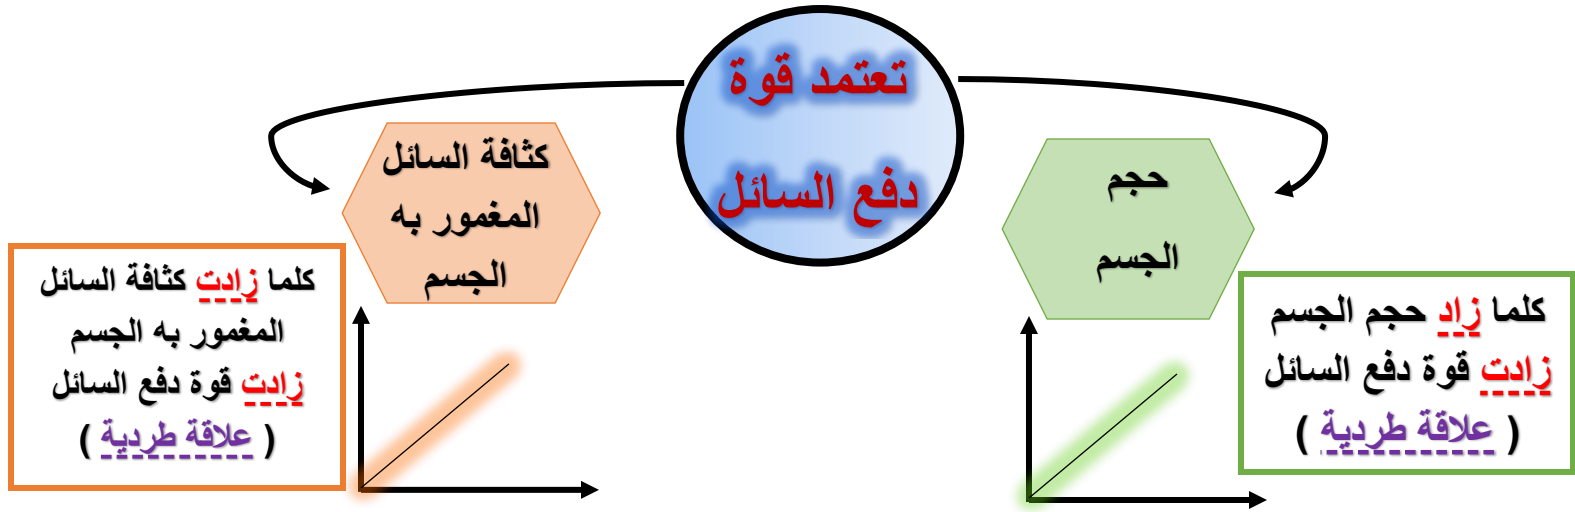 تعتمد قوة
دفع السائل
حجم
الجسم
كلما زاد حجم الجسم
زادت قوة دفع السائل
( علاقة طردية )
كثافة السائل
المغمور به
الجسم
كلما زادت كثافة السائل
المغمور به الجسم
زادت قوة دفع السائل
( علاقة طردية )